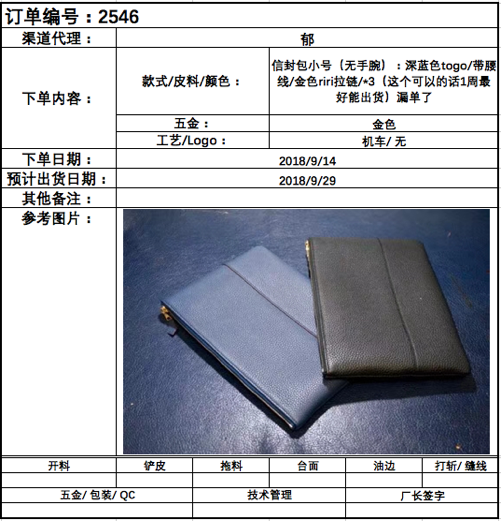 订单编号：2546
渠道代理：
郁
下单内容：
款式/皮料/颜色：
信封包小号（无手腕）：深蓝色togo/带腰
线/金色riri拉链/*3（这个可以的话1周最
好能出货）漏单了
五金：
金色
工艺/Logo：
机车/ 无
下单日期：
2018/9/14
预计出货日期：
2018/9/29
其他备注：
参考图片：
开料
铲皮
拖料
台面
油边
打斩/ 缝线
五金/ 包装/ QC
技术管理
厂长签字